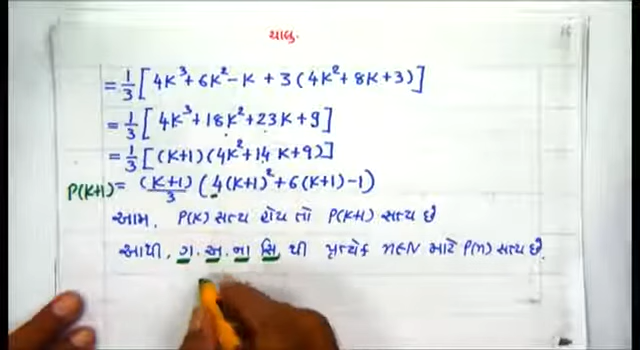 ચાલુ.
= 1/3 [ 4K³ + 6K² - K + 3 ( 4K² + 8K + 3 ) ]
= 1/3 [ 4K³ + 18K² + 23K + 9 ]
= 1/3 [ (K+1) (4K² + 14K + 9) ]
P(K+1) = (K+1)/3 ( 4(K+1)² + 6(K+1) - 1 )
આમ, P(K) સત્ય હોય તો P(K+1) સત્ય છે
આથી, ગ. અ. ના સિ. થી પ્રત્યેક n∈N માટે P(n) સત્ય છે.